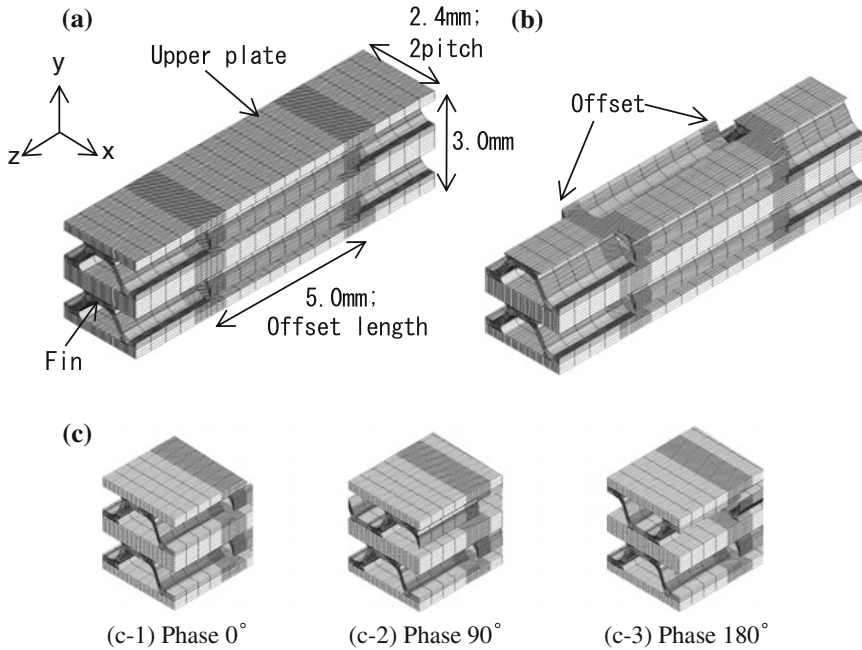 (a)
2.4mm;
2pitch
Upper plate
y
z
x
3.0mm
5.0mm;
Offset length
Fin
(b)
Offset
(c)
(c-1) Phase 0°
(c-2) Phase 90°
(c-3) Phase 180°